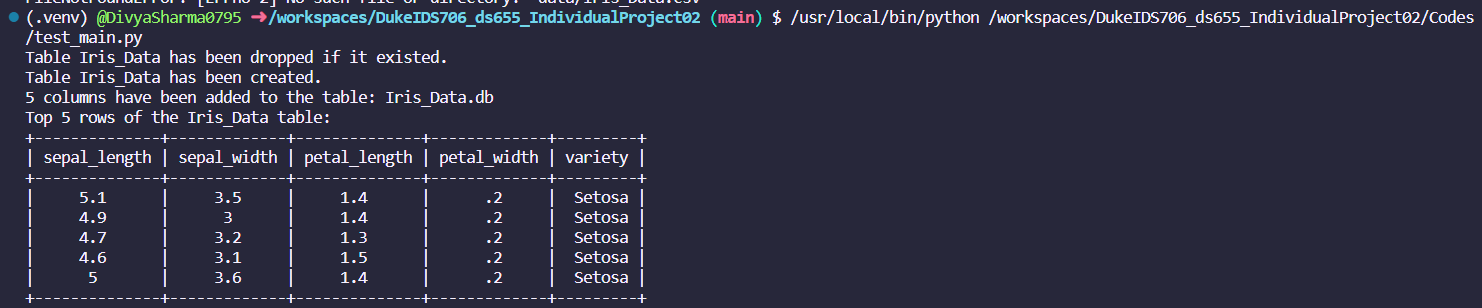 FileNotFoundError: [Errno 2] No such file or directory: 'data/Iris_Data.csv'
(.venv) @DivyaSharma0795 ➜/workspaces/DukeIDS706_ds655_IndividualProject02 (main) $ /usr/local/bin/python /workspaces/DukeIDS706_ds655_IndividualProject02/Codes
/test_main.py
Table Iris_Data has been dropped if it existed.
Table Iris_Data has been created.
5 columns have been added to the table: Iris_Data.db
Top 5 rows of the Iris_Data table:
+--------------+-------------+--------------+-------------+---------+
| sepal_length | sepal_width | petal_length | petal_width | variety |
+--------------+-------------+--------------+-------------+---------+
|     5.1      |     3.5     |     1.4      |      .2     |  Setosa |
|     4.9      |      3      |     1.4      |      .2     |  Setosa |
|     4.7      |     3.2     |     1.3      |      .2     |  Setosa |
|     4.6      |     3.1     |     1.5      |      .2     |  Setosa |
|      5       |     3.6     |     1.4      |      .2     |  Setosa |
+--------------+-------------+--------------+-------------+---------+